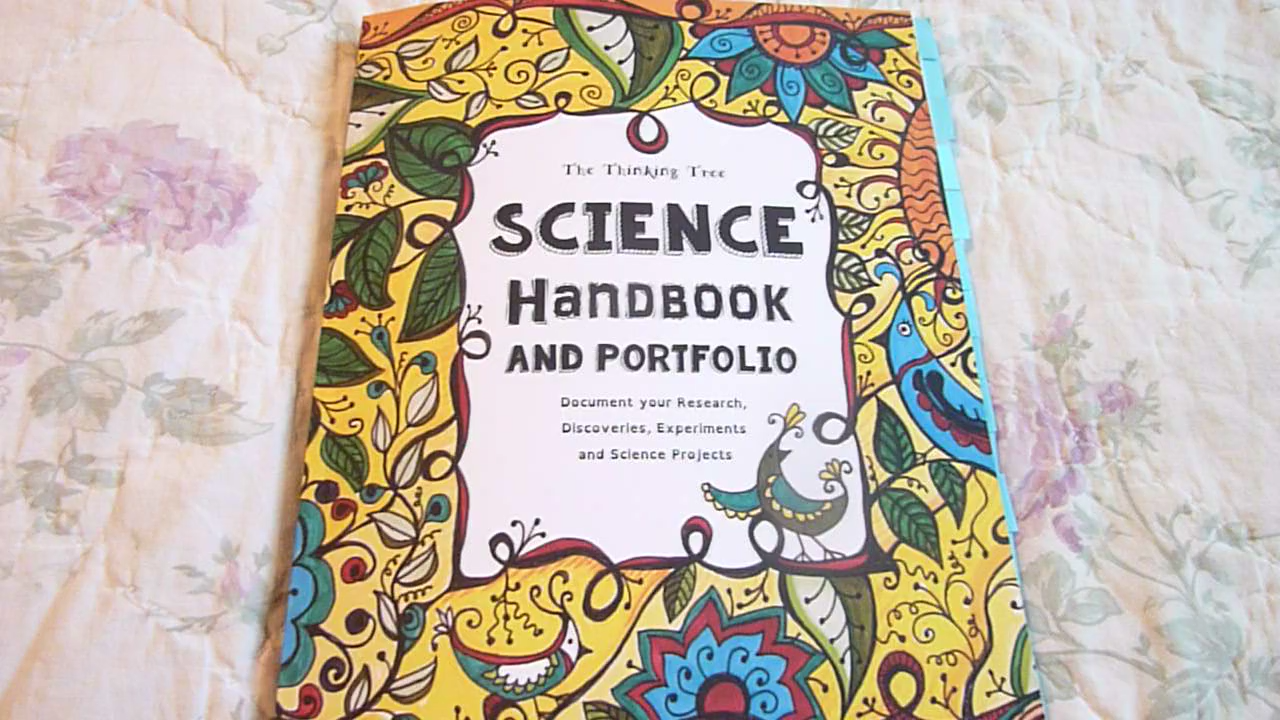 The Thinking Tree
SCIENCE
HanDBOOK
AND PORTFOLIO
Document your Research,
Discoveries, Experiments
and Science Projects